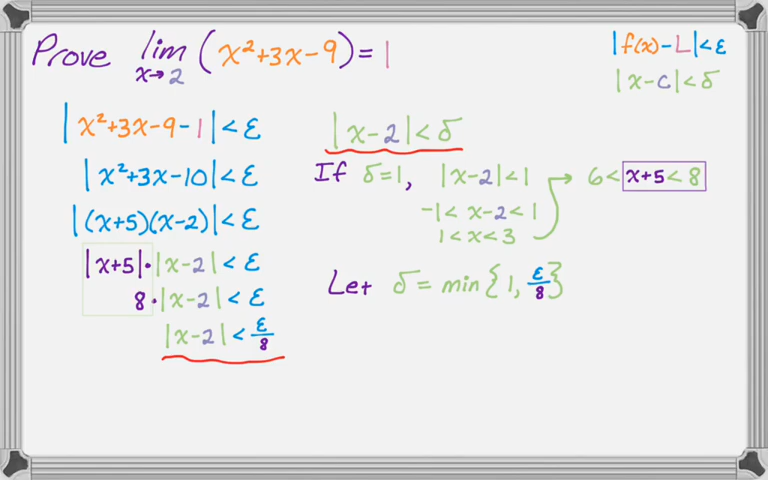 Prove lim x→2 (x²+3x-9) = 1
|f(x)-L|<ε
|x-c|<δ
|x²+3x-9-1|<ε
|x²+3x-10|<ε
|(x+5)(x-2)|<ε
|x+5|•|x-2|<ε
8•|x-2|<ε
|x-2|<ε/8
|x-2|<δ
If δ=1, |x-2|<1 → 6<x+5<8
-1<x-2<1
1<x<3
Let δ=min{1, ε/8}